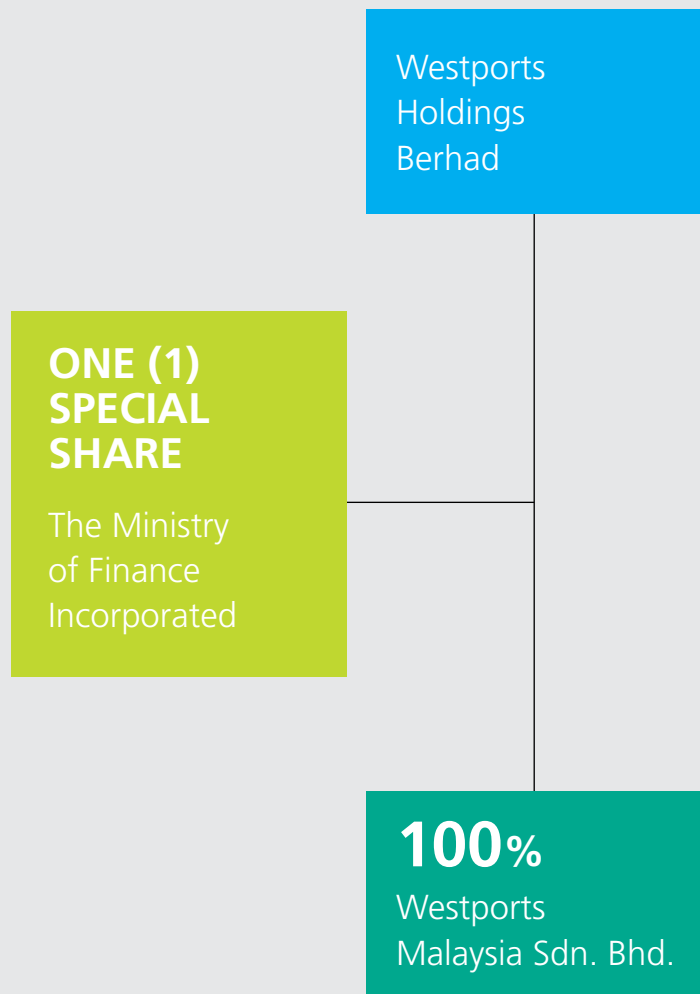 Westports
Holdings
Berhad
ONE (1)
SPECIAL
SHARE
The Ministry
of Finance
Incorporated
100%
Westports
Malaysia Sdn. Bhd.